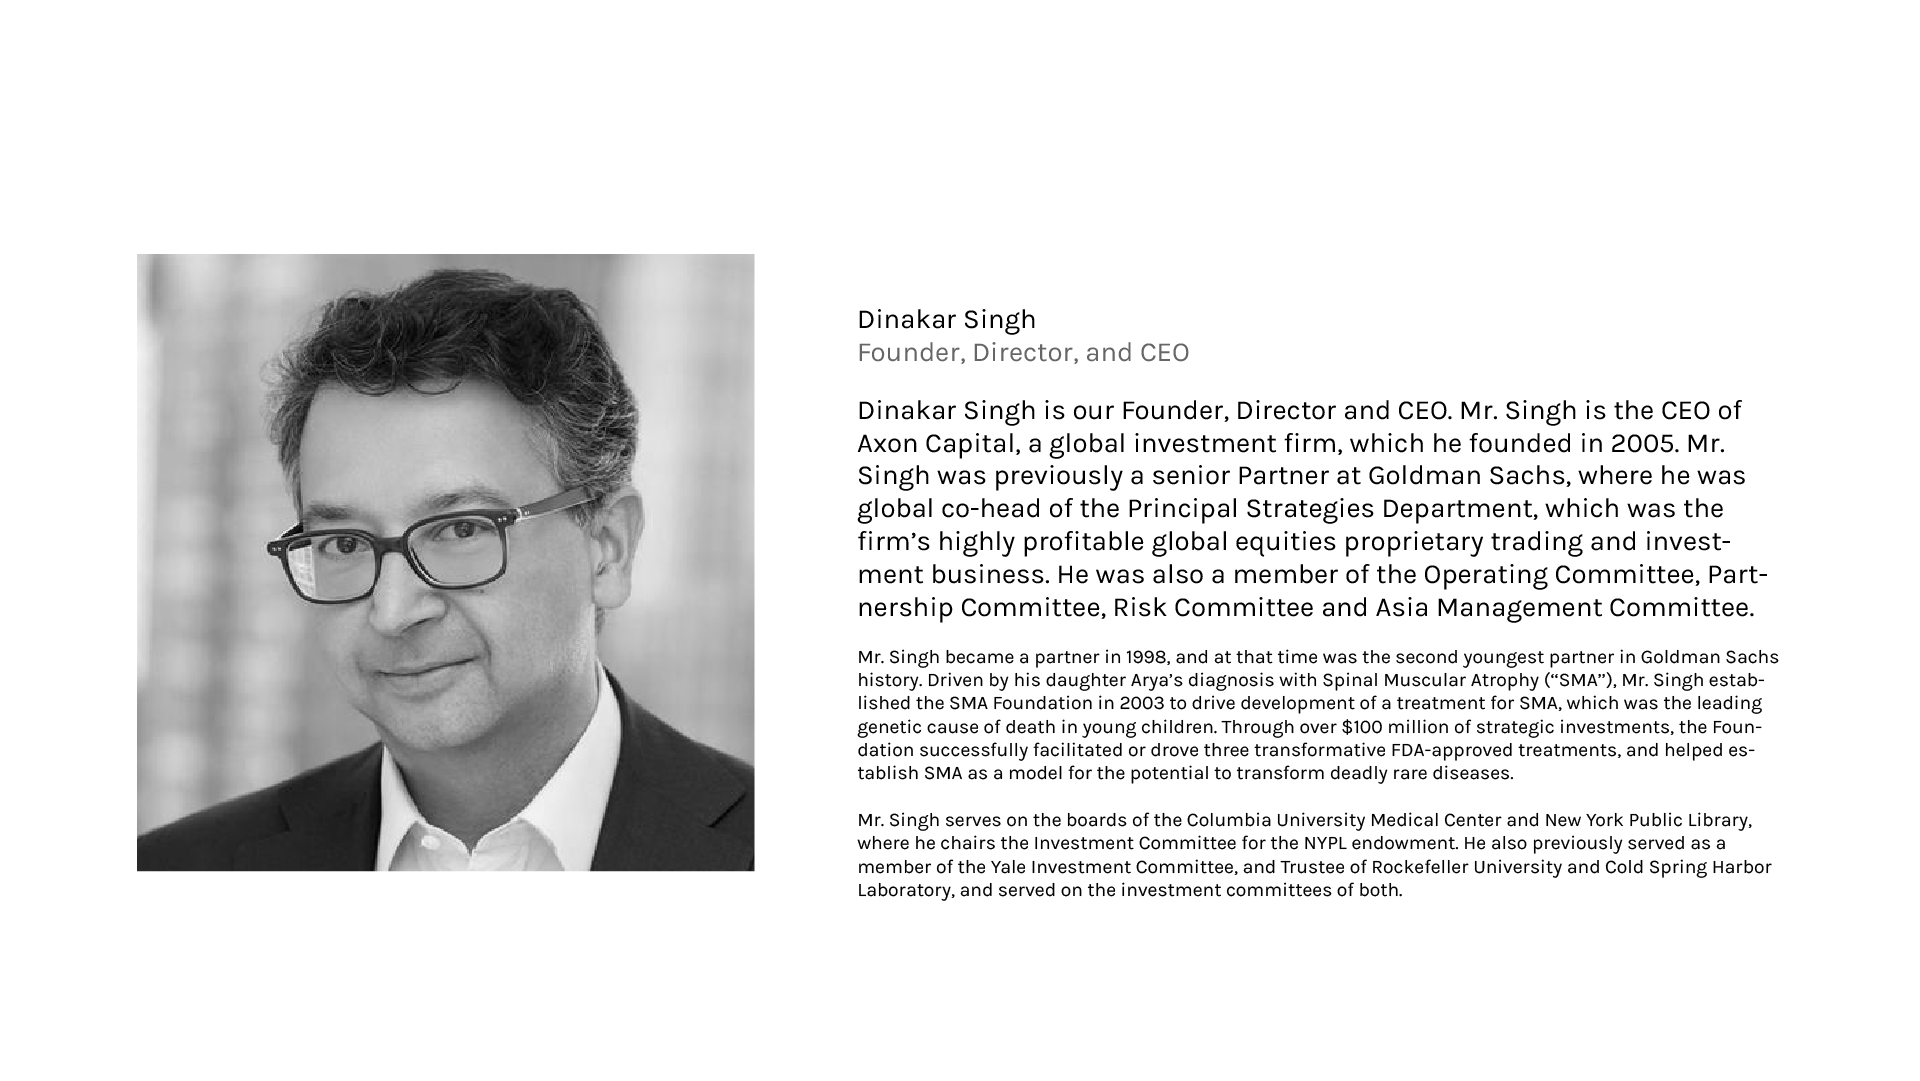 Dinakar Singh
Founder, Director, and CEO
Dinakar Singh is our Founder, Director and CEO. Mr. Singh is the CEO of
Axon Capital, a global investment firm, which he founded in 2005. Mr.
Singh was previously a senior Partner at Goldman Sachs, where he was
global co-head of the Principal Strategies Department, which was the
firm’s highly profitable global equities proprietary trading and invest-
ment business. He was also a member of the Operating Committee, Part-
nership Committee, Risk Committee and Asia Management Committee.
Mr. Singh became a partner in 1998, and at that time was the second youngest partner in Goldman Sachs
history. Driven by his daughter Arya’s diagnosis with Spinal Muscular Atrophy (“SMA”), Mr. Singh estab-
lished the SMA Foundation in 2003 to drive development of a treatment for SMA, which was the leading
genetic cause of death in young children. Through over $100 million of strategic investments, the Foun-
dation successfully facilitated or drove three transformative FDA-approved treatments, and helped es-
tablish SMA as a model for the potential to transform deadly rare diseases.
Mr. Singh serves on the boards of the Columbia University Medical Center and New York Public Library,
where he chairs the Investment Committee for the NYPL endowment. He also previously served as a
member of the Yale Investment Committee, and Trustee of Rockefeller University and Cold Spring Harbor
Laboratory, and served on the investment committees of both.